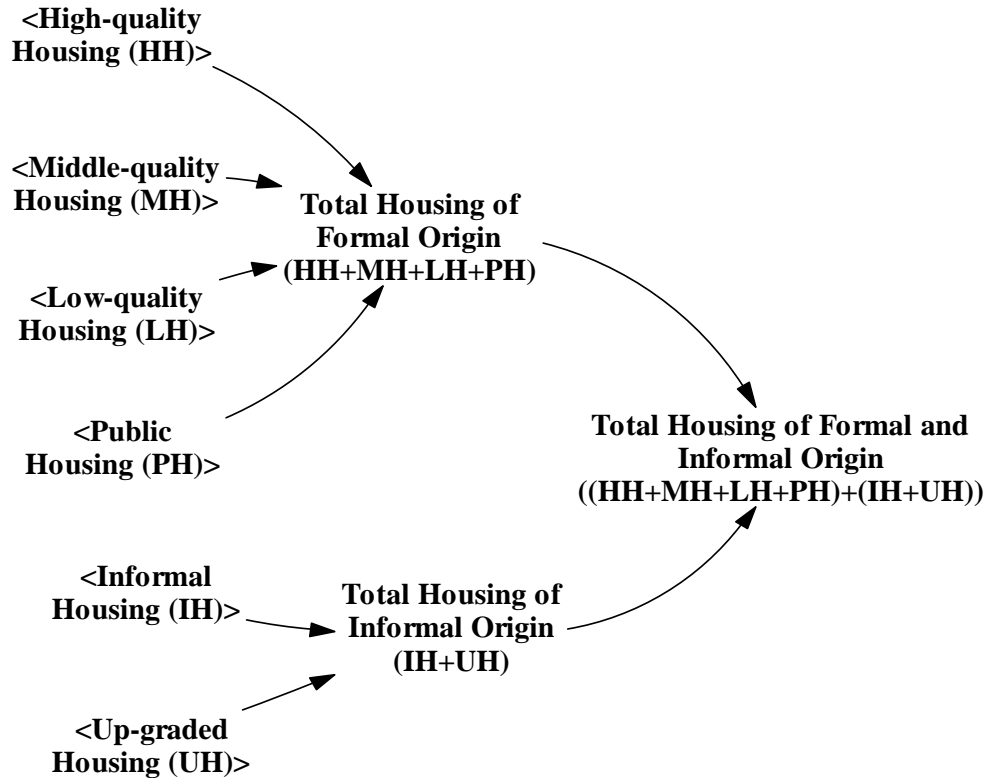 <High-quality
Housing (HH)>
<Middle-quality
Housing (MH)>
Total Housing of
Formal Origin
(HH+MH+LH+PH)
<Low-quality
Housing (LH)>
<Public
Housing (PH)>
Total Housing of Formal and
Informal Origin
((HH+MH+LH+PH)+(IH+UH))
<Informal
Housing (IH)>
Total Housing of
Informal Origin
(IH+UH)
<Up-graded
Housing (UH)>